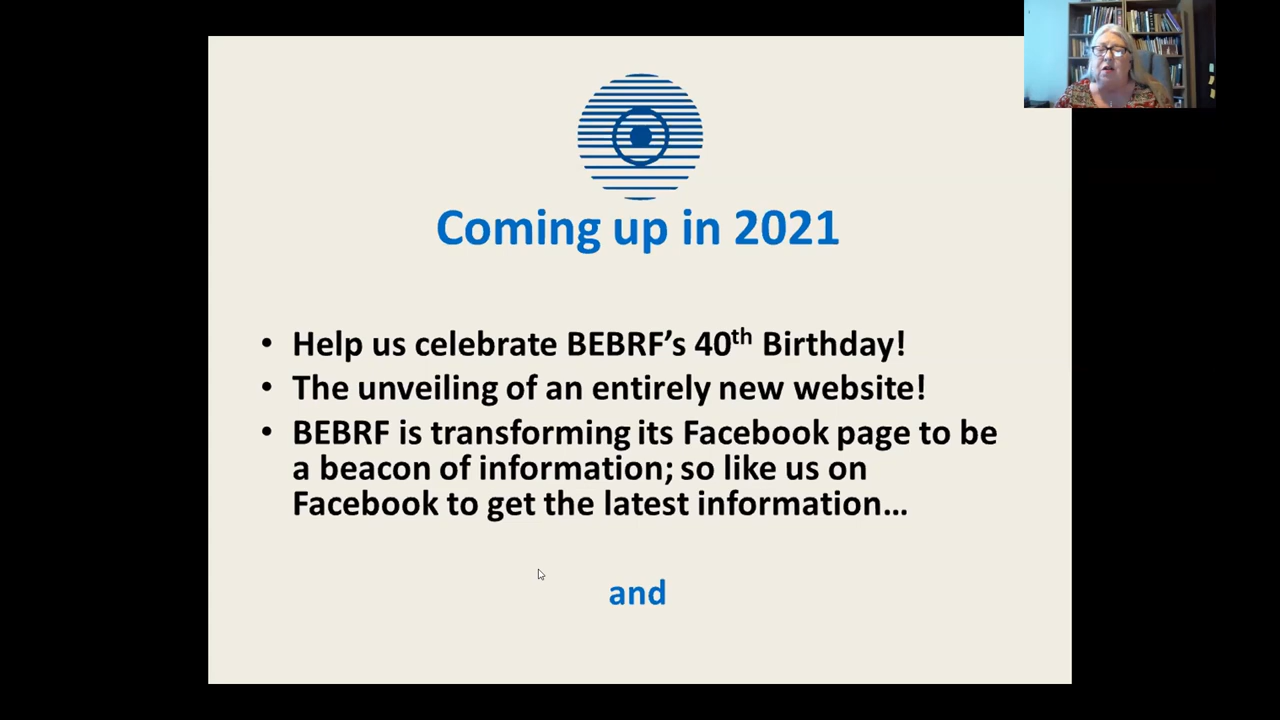 Coming up in 2021
• Help us celebrate BEBRF’s 40th Birthday!
• The unveiling of an entirely new website!
• BEBRF is transforming its Facebook page to be
a beacon of information; so like us on
Facebook to get the latest information…
and